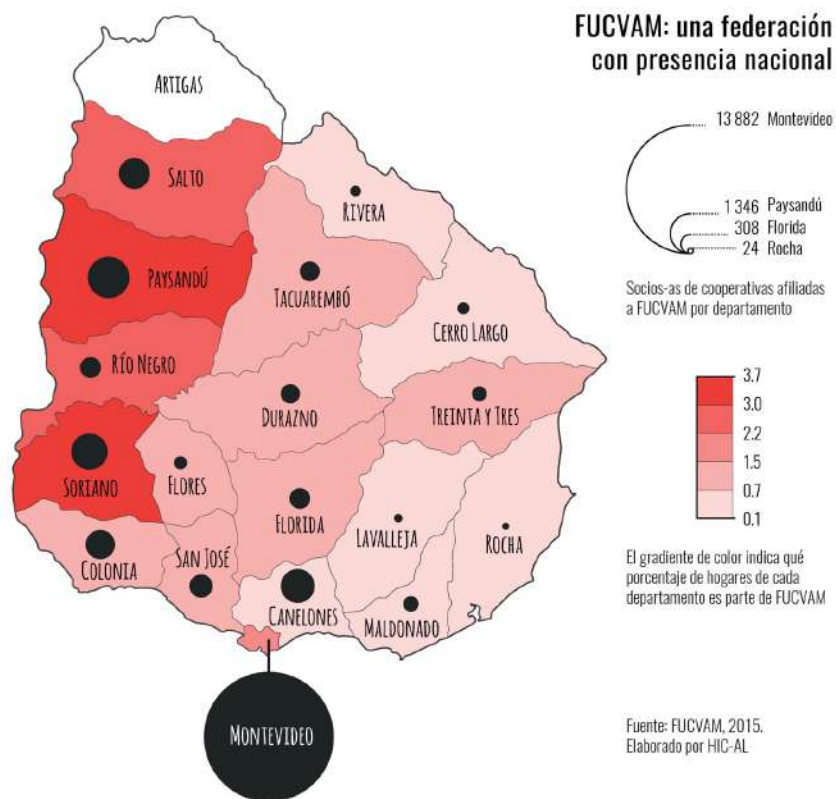 FUCVAM: una federación
con presencia nacional
ARTIGAS
SALTO
RIVERA
PAYSANDÚ
TACUAREMBÓ
CERRO LARGO
RÍO NEGRO
DURAZNO
TREINTA Y TRES
SORIANO
FLORES
FLORIDA
LAVALLEJA
ROCHA
COLONIA
SAN JOSÉ
CANELONES
MALDONADO
MONTEVIDEO
13 882 Montevideo
1 346 Paysandú
308 Florida
24 Rocha
Socios-as de cooperativas afiliadas
a FUCVAM por departamento
3.7
3.0
2.2
1.5
0.7
0.1
El gradiente de color indica qué
porcentaje de hogares de cada
departamento es parte de FUCVAM
Fuente: FUCVAM, 2015.
Elaborado por HIC-AL